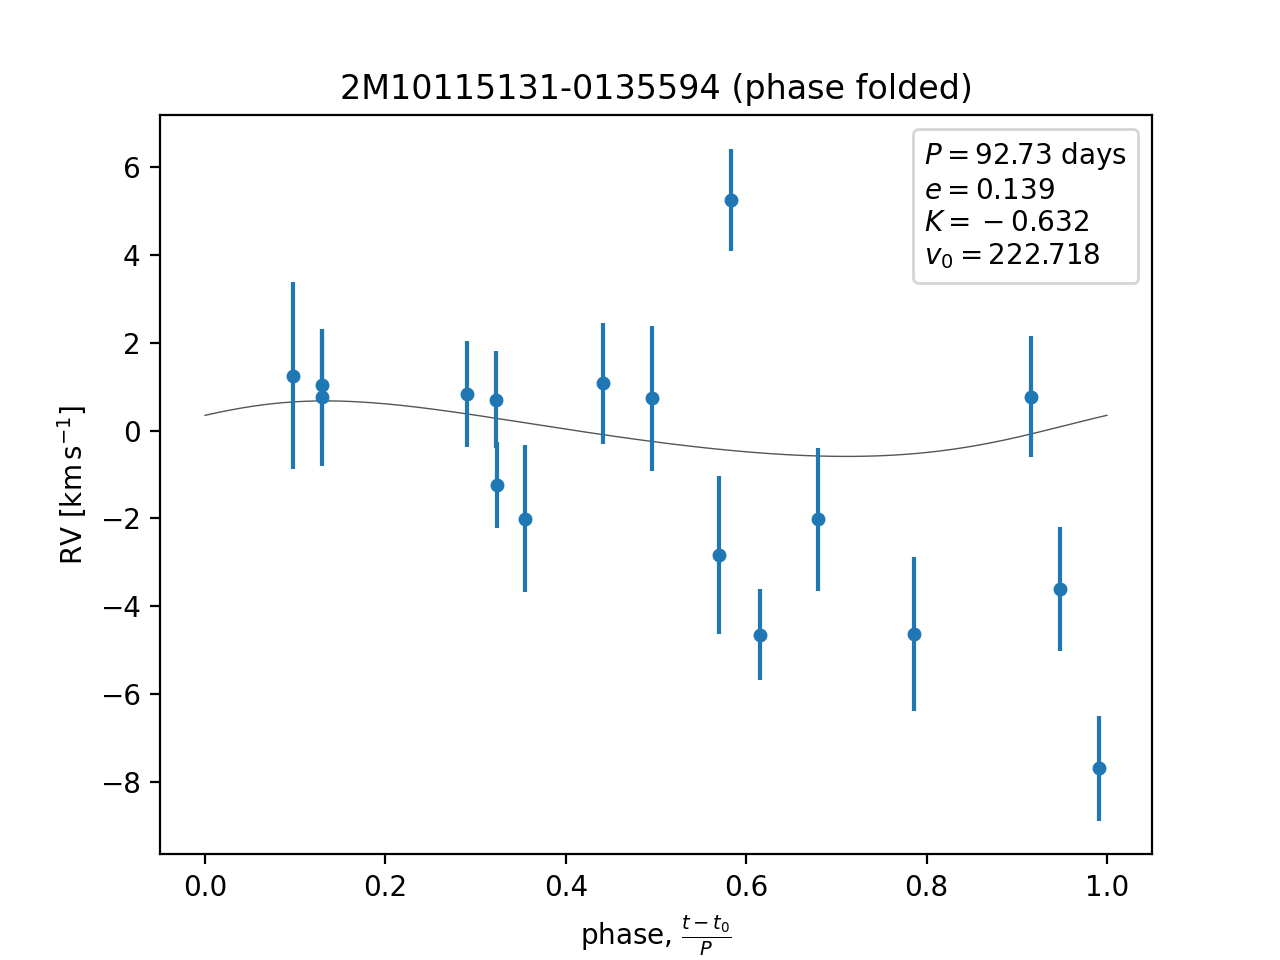 2M10115131-0135594 (phase folded)
P = 92.73 days
e = 0.139
K = −0.632
v₀ = 222.718
6
4
2
0
−2
−4
−6
−8
RV [km s⁻¹]
0.0 0.2 0.4 0.6 0.8 1.0
phase, (t − t₀)/P